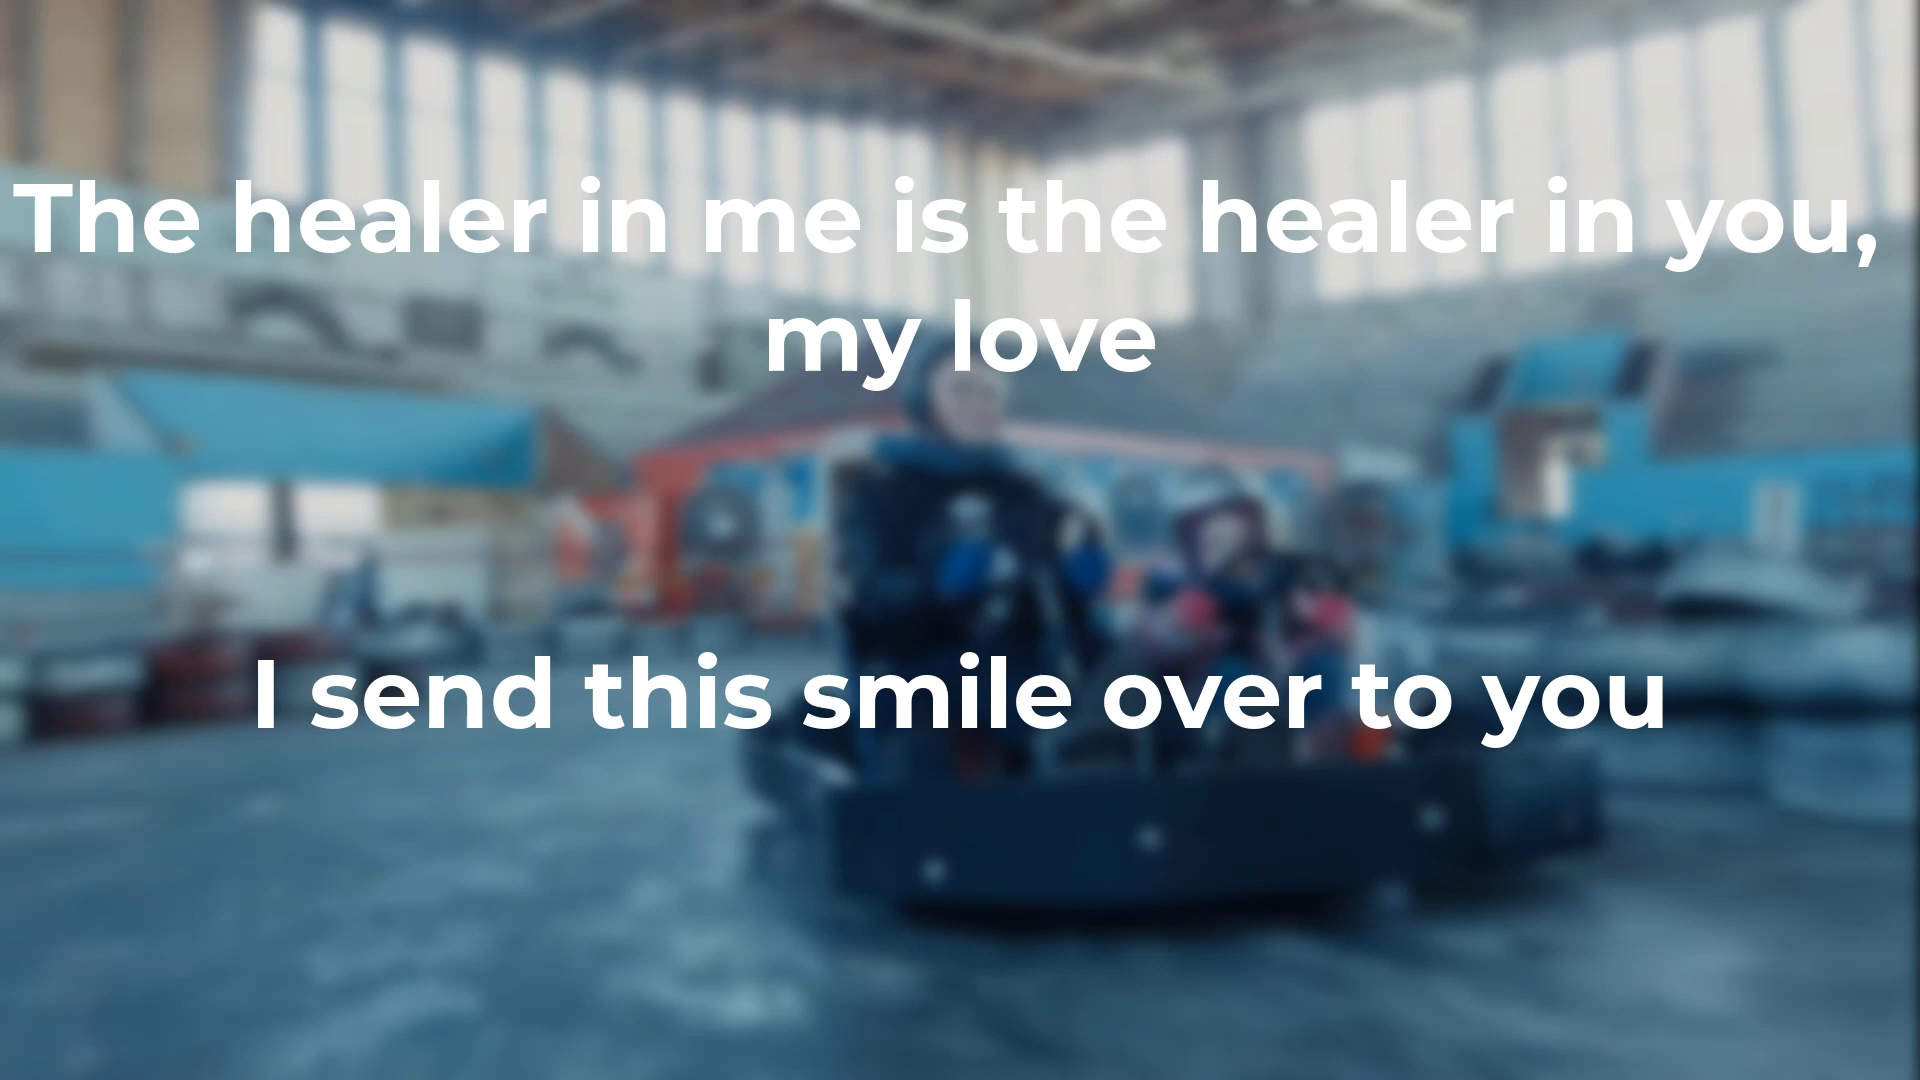 The healer in me is the healer in you,
my love
I send this smile over to you